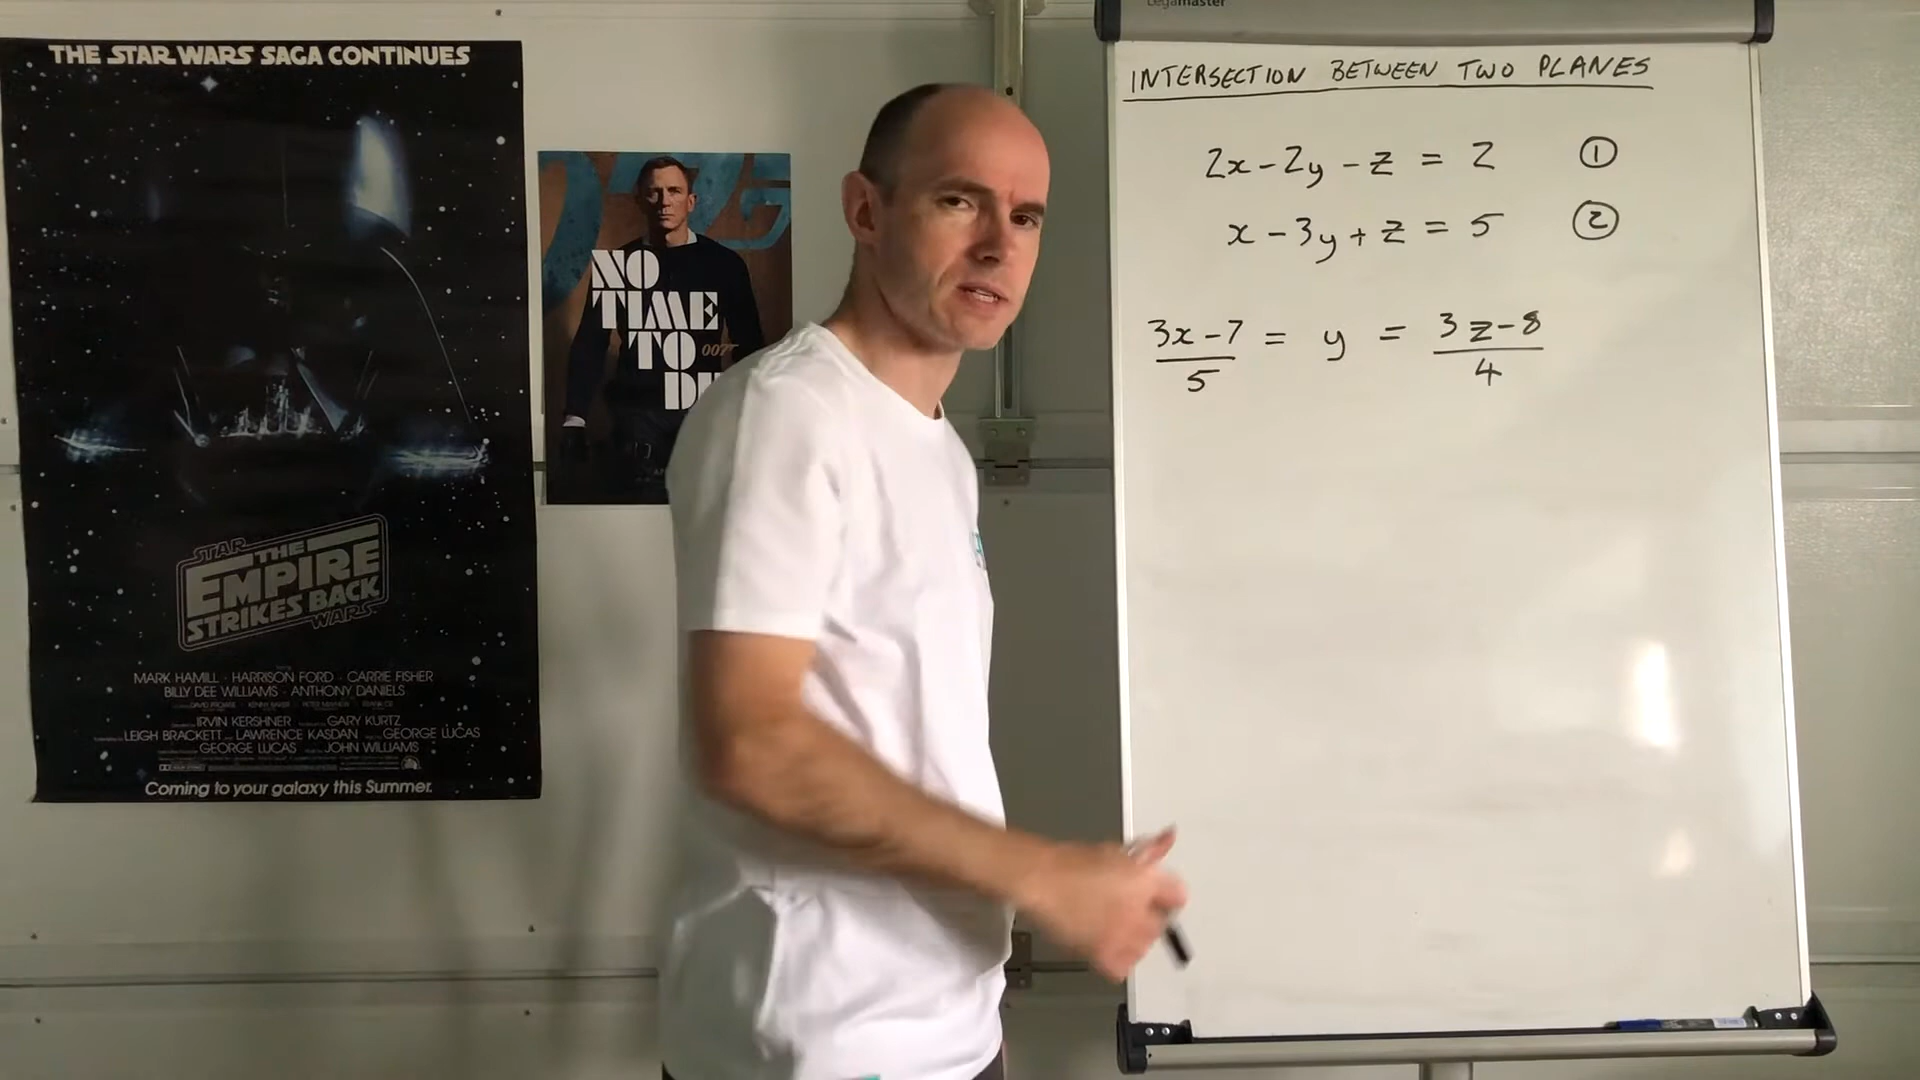 THE STAR WARS SAGA CONTINUES
STAR
THE
EMPIRE
STRIKES BACK
WARS
MARK HAMILL · HARRISON FORD · CARRIE FISHER
BILLY DEE WILLIAMS · ANTHONY DANIELS
IRVIN KERSHNER GARY KURTZ
LEIGH BRACKETT LAWRENCE KASDAN GEORGE LUCAS
GEORGE LUCAS JOHN WILLIAMS
Coming to your galaxy this Summer.
NO
TIME
TO 007
Legamaster
INTERSECTION BETWEEN TWO PLANES
2x - 2y - z = 2 ①
x - 3y + z = 5 ②
3x - 7 / 5 = y = 3z - 8 / 4